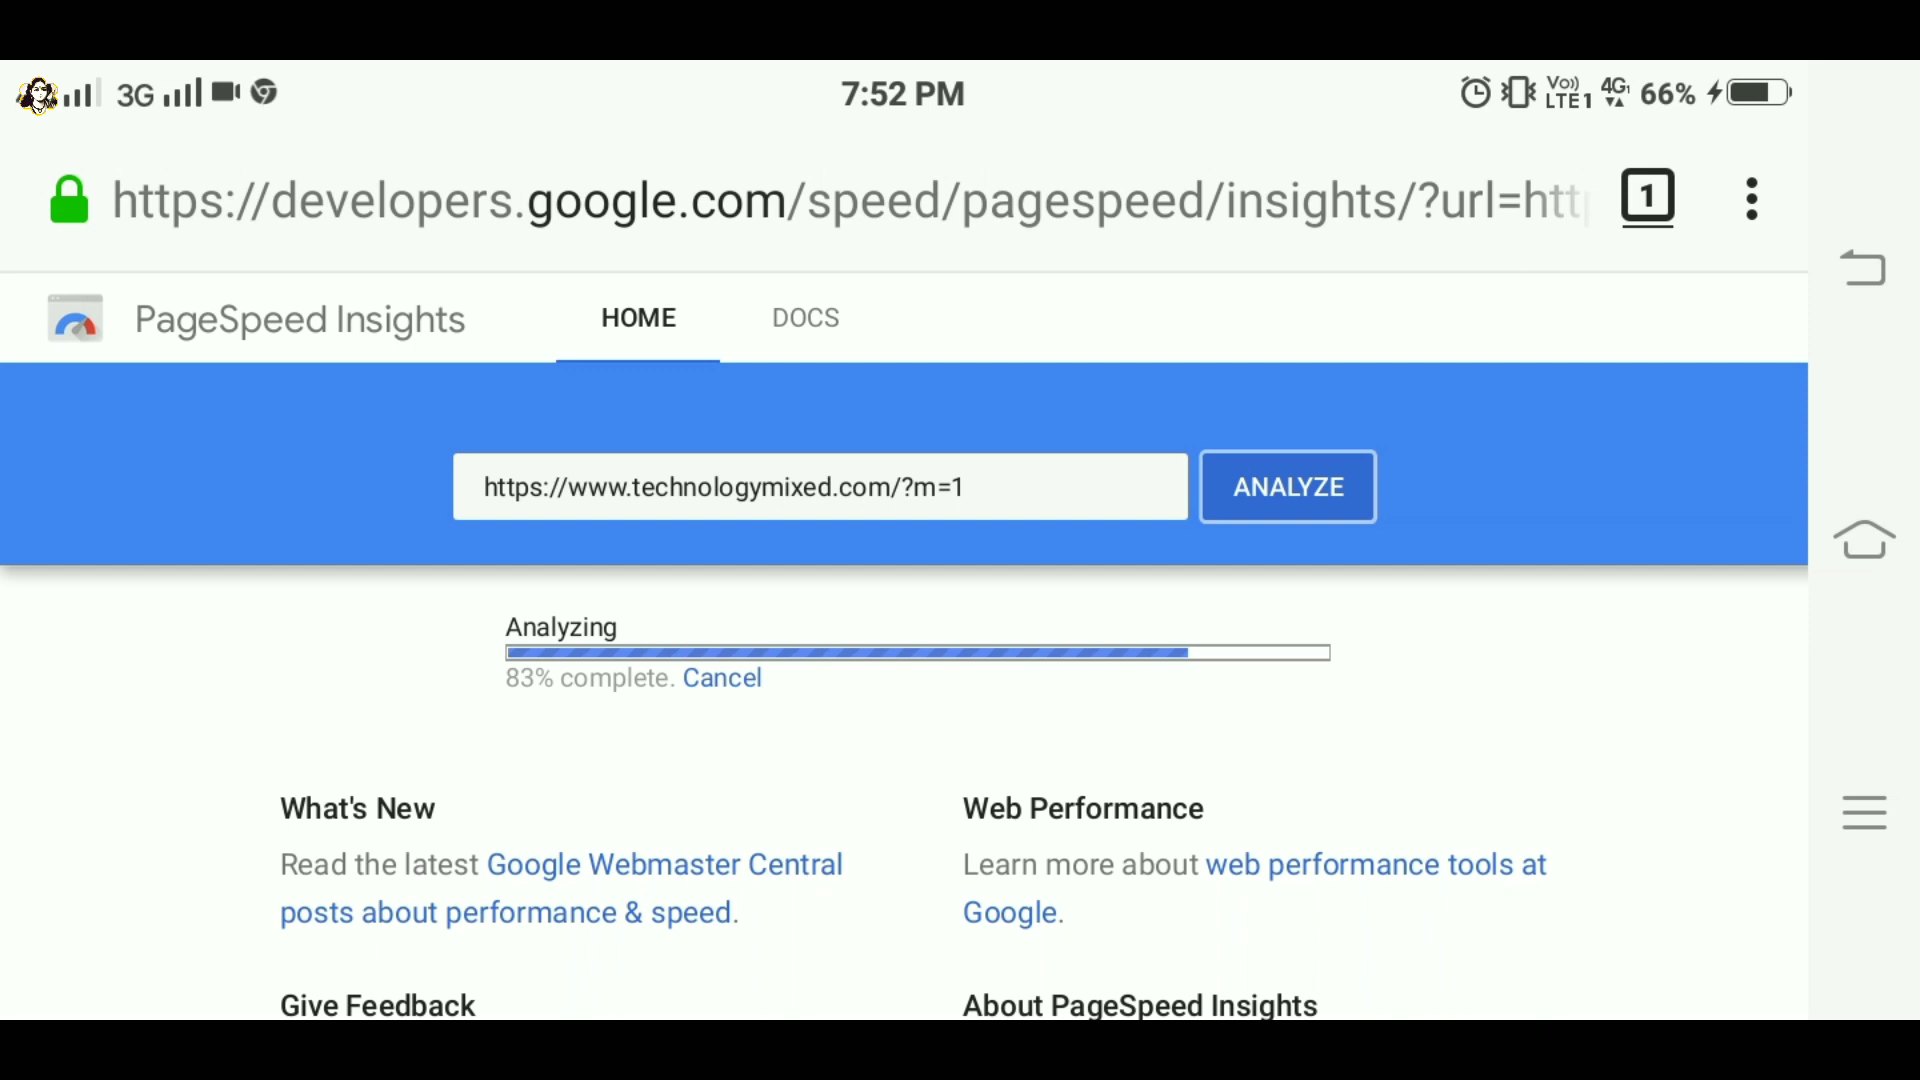 3G
7:52 PM
Vo)) LTE1 4G 66%
https://developers.google.com/speed/pagespeed/insights/?url=htt
1
PageSpeed Insights
HOME
DOCS
https://www.technologymixed.com/?m=1
ANALYZE
Analyzing
83% complete. Cancel
What's New
Read the latest Google Webmaster Central
posts about performance & speed.
Web Performance
Learn more about web performance tools at
Google.
Give Feedback
About PageSpeed Insights